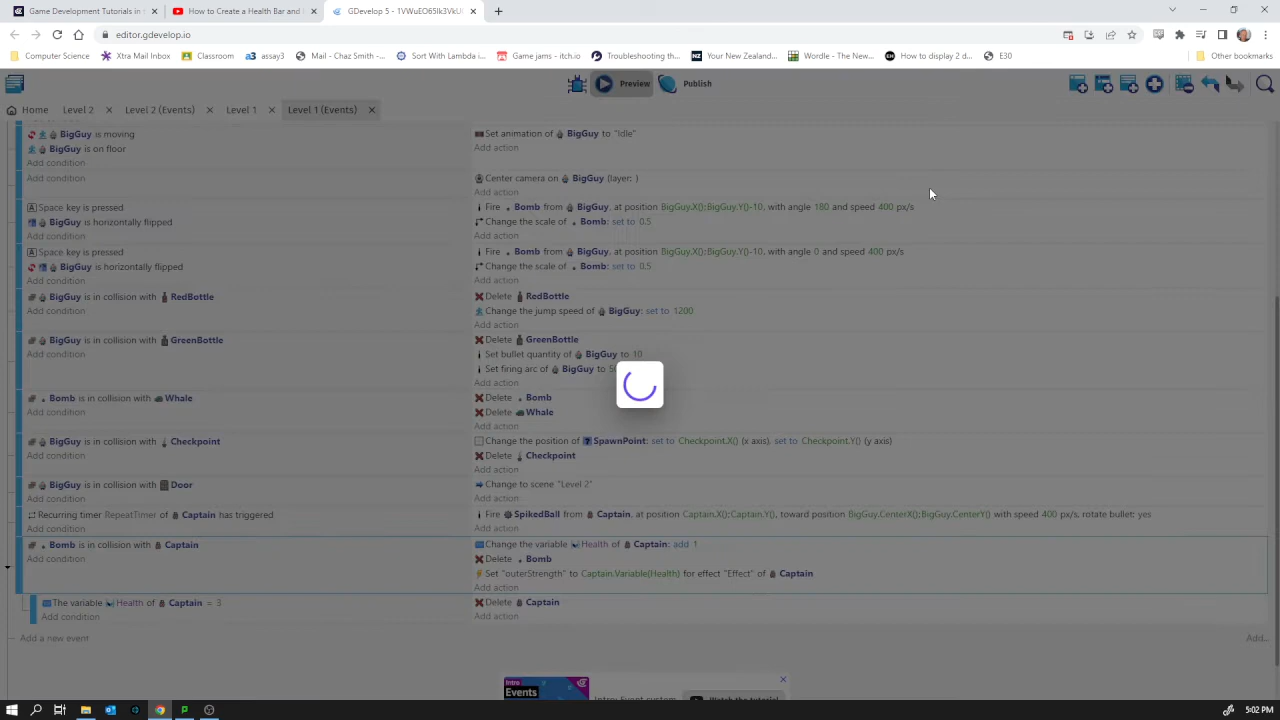 Game Development Tutorials in
How to Create a Health Bar and
GDevelop 5 - 1VWuEO65Ik3VkU
editor.gdevelop.io
Computer Science
Xtra Mail Inbox
Classroom
assay3
Mail - Chaz Smith -...
Sort With Lambda i...
Game jams - itch.io
Troubleshooting th...
Your New Zealand...
Wordle - The New...
How to display 2 d...
E30
Other bookmarks
Preview
Publish
Home
Level 2
Level 2 (Events)
Level 1
Level 1 (Events)
BigGuy is moving
Set animation of BigGuy to "Idle"
BigGuy is on floor
Add action
Add condition
Add condition
Center camera on BigGuy (layer: )
Add action
Space key is pressed
Fire Bomb from BigGuy, at position BigGuy.X();BigGuy.Y()-10, with angle 180 and speed 400 px/s
BigGuy is horizontally flipped
Change the scale of Bomb: set to 0.5
Add condition
Add action
Space key is pressed
Fire Bomb from BigGuy, at position BigGuy.X();BigGuy.Y()-10, with angle 0 and speed 400 px/s
BigGuy is horizontally flipped
Change the scale of Bomb: set to 0.5
Add condition
Add action
BigGuy is in collision with RedBottle
Delete RedBottle
Add condition
Change the jump speed of BigGuy: set to 1200
Add action
BigGuy is in collision with GreenBottle
Delete GreenBottle
Add condition
Set bullet quantity of BigGuy to 10
Set firing arc of BigGuy to
Add action
Bomb is in collision with Whale
Delete Bomb
Add condition
Delete Whale
Add action
BigGuy is in collision with Checkpoint
Change the position of SpawnPoint: set to Checkpoint.X() (x axis), set to Checkpoint.Y() (y axis)
Add condition
Delete Checkpoint
Add action
BigGuy is in collision with Door
Change to scene "Level 2"
Add condition
Add action
Recurring timer RepeatTimer of Captain has triggered
Fire SpikedBall from Captain, at position Captain.X();Captain.Y(), toward position BigGuy.CenterX();BigGuy.CenterY() with speed 400 px/s, rotate bullet: yes
Add condition
Add action
Bomb is in collision with Captain
Change the variable Health of Captain: add 1
Add condition
Delete Bomb
Set "outerStrength" to Captain.Variable(Health) for effect "Effect" of Captain
Add action
The variable Health of Captain = 3
Delete Captain
Add condition
Add action
Add a new event
Add...
Intro
Events
Intro: Event system
Watch the tutorial
5:02 PM